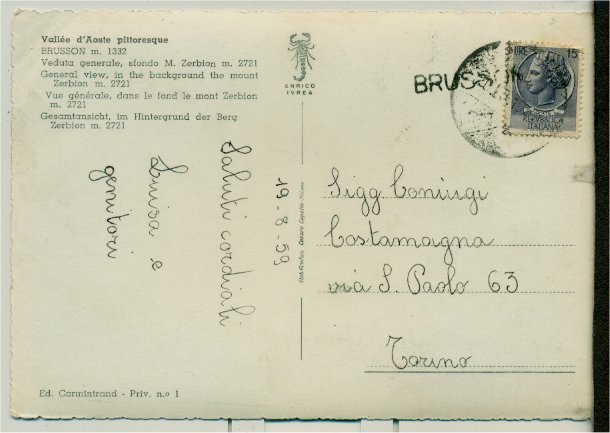 Vallée d'Aoste pittoresque
BRUSSON m. 1332
Veduta generale, sfondo M. Zerbion m. 2721
General view, in the background the mount
Zerbion m. 2721
Vue générale, dans le fond le mont Zerbion
m. 2721
Gesamtansicht, im Hintergrund der Berg
Zerbion m. 2721
ENRICO
IVREA
BRUSSON
LIRE 15
REPVBBLICA
ITALIANA
19-8-59
Saluti cordiali
Luisa e
genitori
Sigg Coniugi
Costamagna
via S. Paolo 63
Torino
Ed. Carmintrand - Priv. n.o 1